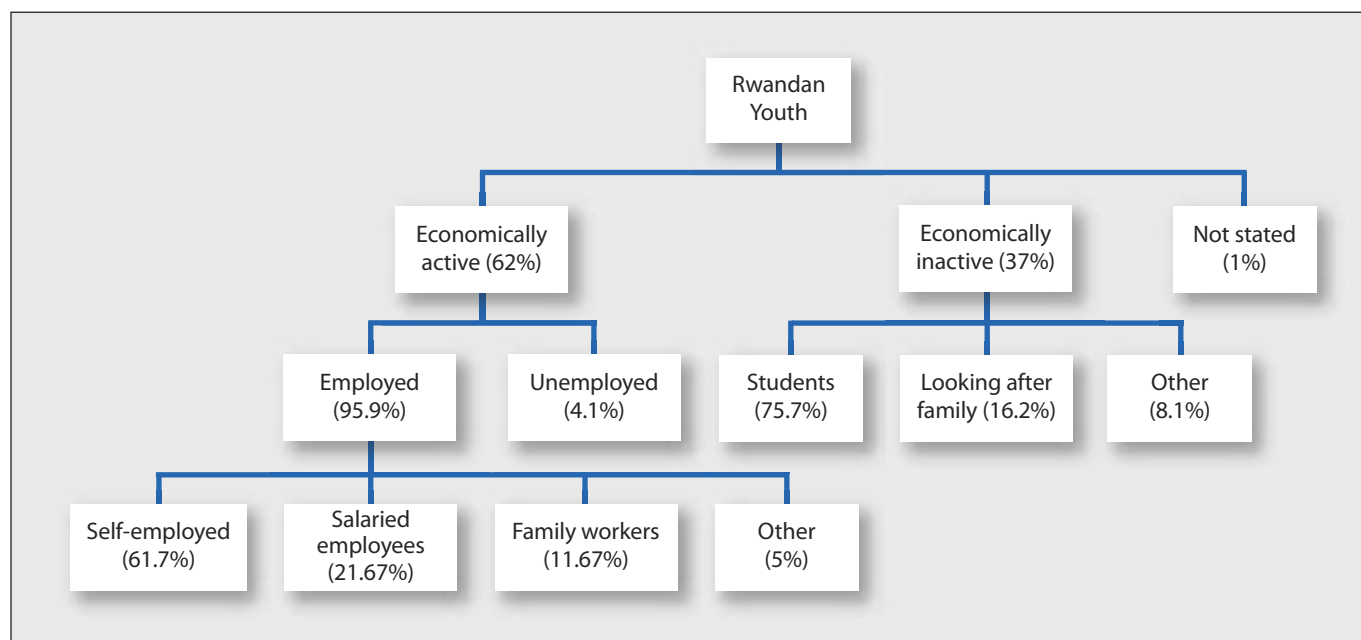 Rwandan
Youth
Economically
active (62%)
Economically
inactive (37%)
Not stated
(1%)
Employed
(95.9%)
Unemployed
(4.1%)
Students
(75.7%)
Looking after
family (16.2%)
Other
(8.1%)
Self-employed
(61.7%)
Salaried
employees
(21.67%)
Family workers
(11.67%)
Other
(5%)